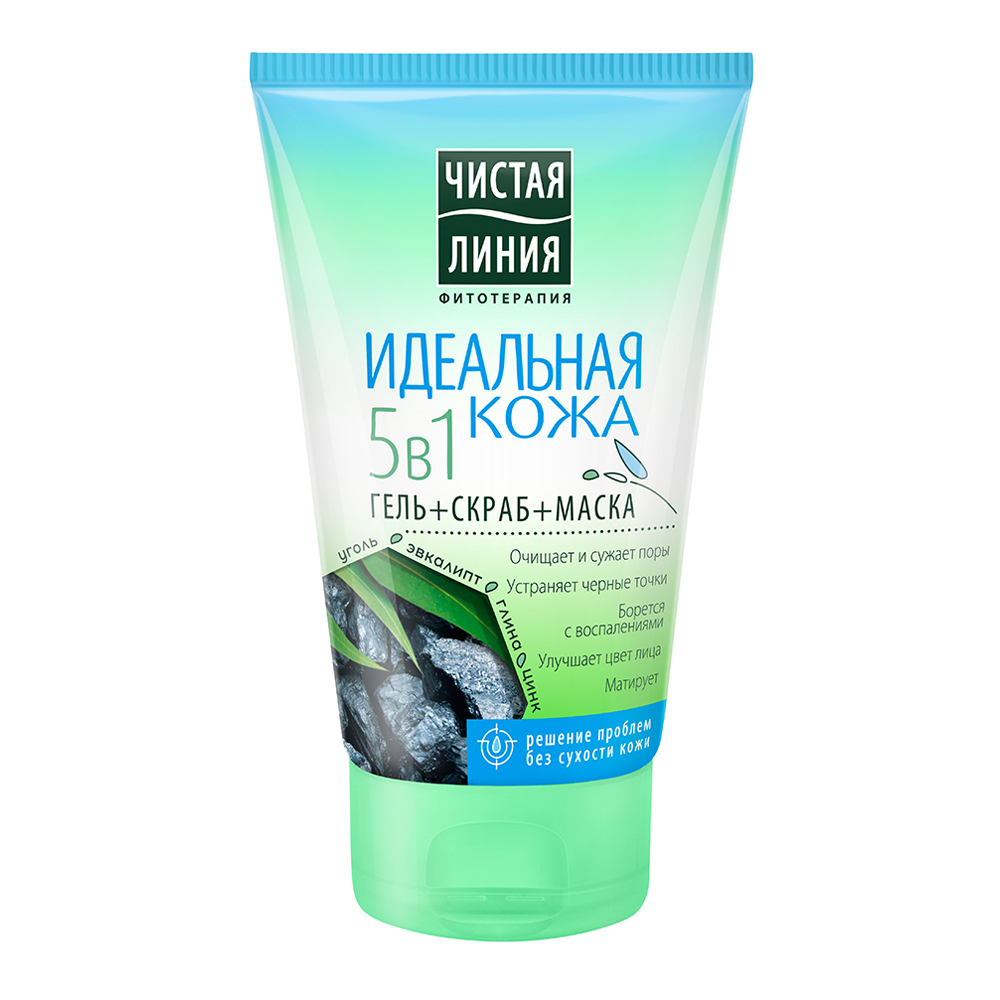 ЧИСТАЯ
ЛИНИЯ
ФИТОТЕРАПИЯ
ИДЕАЛЬНАЯ
КОЖА
5в1
ГЕЛЬ+СКРАБ+МАСКА
уголь эвкалипт глина цинк
Очищает и сужает поры
Устраняет черные точки
Борется
с воспалениями
Улучшает цвет лица
Матирует
решение проблем
без сухости кожи